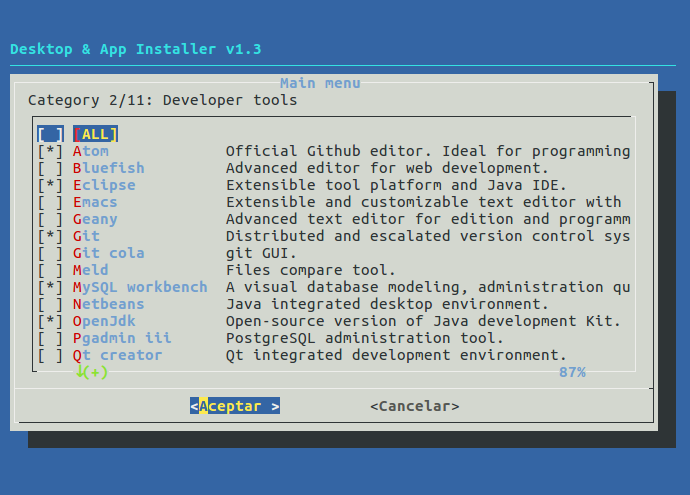 Desktop & App Installer v1.3
Main menu
Category 2/11: Developer tools
[ ] [ALL]
[*] Atom Official Github editor. Ideal for programming
[ ] Bluefish Advanced editor for web development.
[*] Eclipse Extensible tool platform and Java IDE.
[ ] Emacs Extensible and customizable text editor with
[ ] Geany Advanced text editor for edition and programm
[*] Git Distributed and escalated version control sys
[ ] Git cola git GUI.
[ ] Meld Files compare tool.
[*] MySQL workbench A visual database modeling, administration qu
[ ] Netbeans Java integrated desktop environment.
[*] OpenJdk Open-source version of Java development Kit.
[ ] Pgadmin iii PostgreSQL administration tool.
[ ] Qt creator Qt integrated development environment.
↓(+) 87%
<Aceptar > <Cancelar>